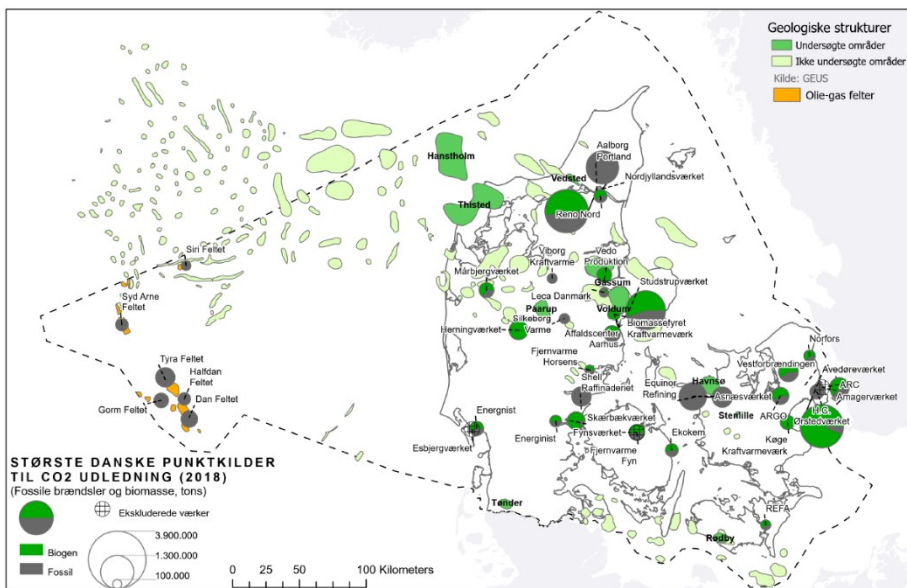 Geologiske strukturer
Undersøgte områder
Ikke undersøgte områder
Kilde: GEUS
Olie-gas felter
Hanstholm
Aalborg
Portland
Vedsted
Nordjyllandsværket
Thisted
Reno Nord
Siri Feltet
Viborg
Kraftvarme
Vedo
Produktion
Mårbjergværket
Gassum
Studstrupværket
Syd Arne
Feltet
Leca Danmark
Paarup
Voldum
Silkeborg
Varme
Biomassefyret
Kraftvarmeværk
Herningværket
Affaldscenter
Aarhus
Norfors
Tyra Feltet
Halfdan
Feltet
Fjernvarme
Horsens
Vestforbrændingen
Avedøreværket
Shell
Raffinaderiet
Equinor
Refining
Havnsø
ARC
Asnæsværket
Amagerværket
Gorm Feltet
Dan Feltet
Energnist
Skærbækværket
Stenlille
H.C.
Ørstedværket
ARGO
Energinist
Fynsværket
Ekokem
Køge
Kraftvarmeværk
Esbjergværket
Fjernvarme
Fyn
STØRSTE DANSKE PUNKTKILDER
TIL CO2 UDLEDNING (2018)
(Fossile brændsler og biomasse, tons)
Ekskluderede værker
Tønder
REFA
Rødby
3.900.000
Biogen
1.300.000
Fossil
100.000
0 25 50 100 Kilometers